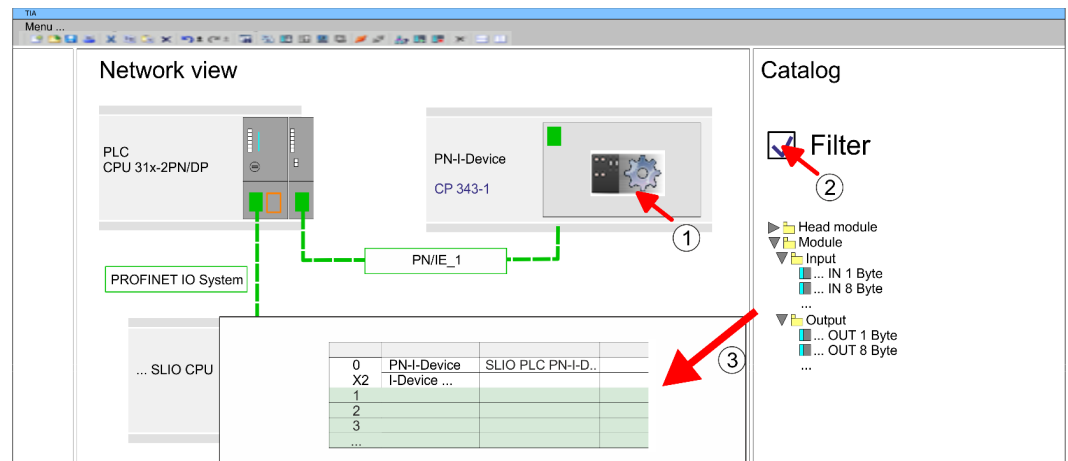 TIA
Menu ...
Network view
PLC
CPU 31x-2PN/DP
PN-I-Device
CP 343-1
1
PN/IE_1
PROFINET IO System
... SLIO CPU
0 PN-I-Device SLIO PLC PN-I-D..
X2 I-Device ...
1
2
3
...
3
Catalog
Filter
2
Head module
Module
Input
... IN 1 Byte
... IN 8 Byte
...
Output
... OUT 1 Byte
... OUT 8 Byte
...